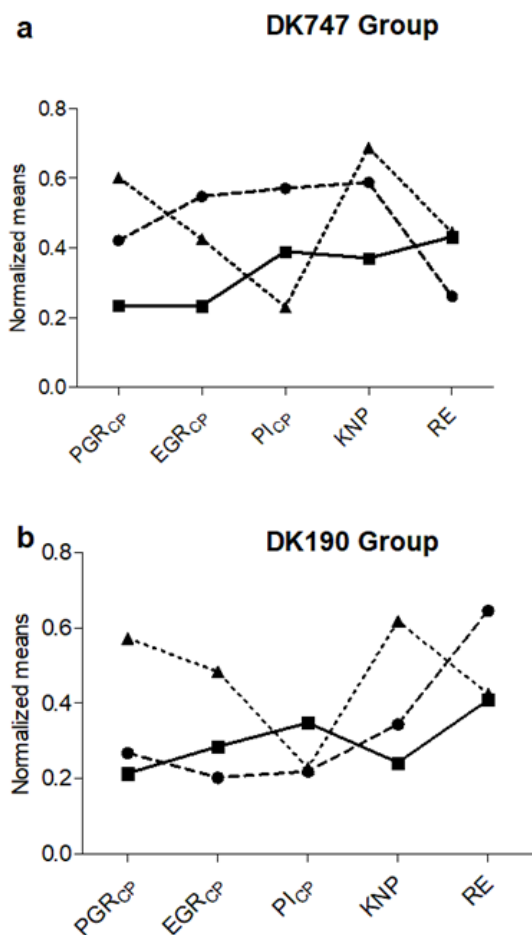 a
DK747 Group
Normalized means
0.8
0.6
0.4
0.2
0.0
PGRCP
EGRCP
PICP
KNP
RE
b
DK190 Group
Normalized means
0.8
0.6
0.4
0.2
0.0
PGRCP
EGRCP
PICP
KNP
RE